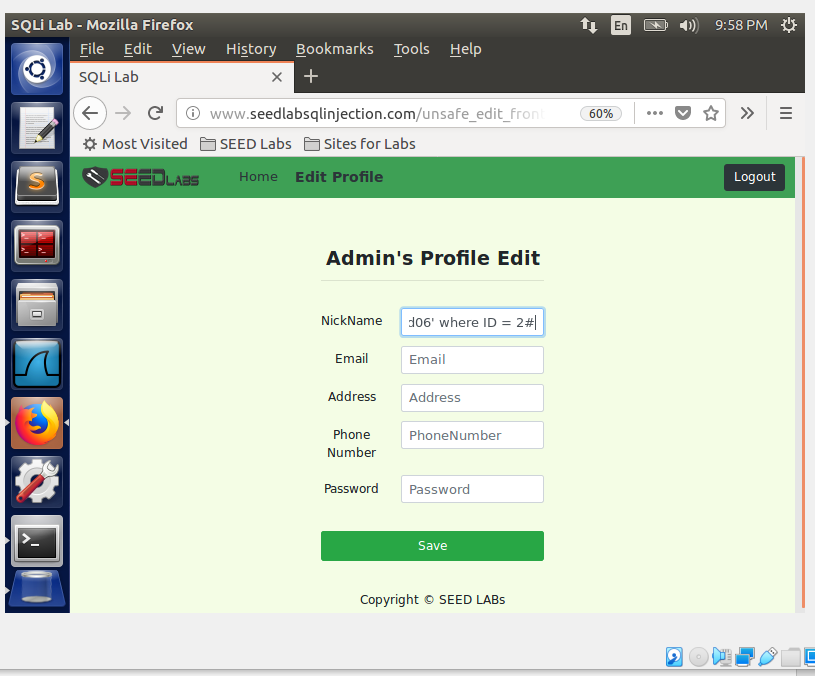 SQLi Lab - Mozilla Firefox
En
9:58 PM
File Edit View History Bookmarks Tools Help
SQLi Lab
www.seedlabsqlinjection.com/unsafe_edit_fron
60%
Most Visited SEED Labs Sites for Labs
SEEDLABS Home Edit Profile Logout
Admin's Profile Edit
NickName d06' where ID = 2#
Email Email
Address Address
Phone
Number PhoneNumber
Password Password
Save
Copyright © SEED LABs